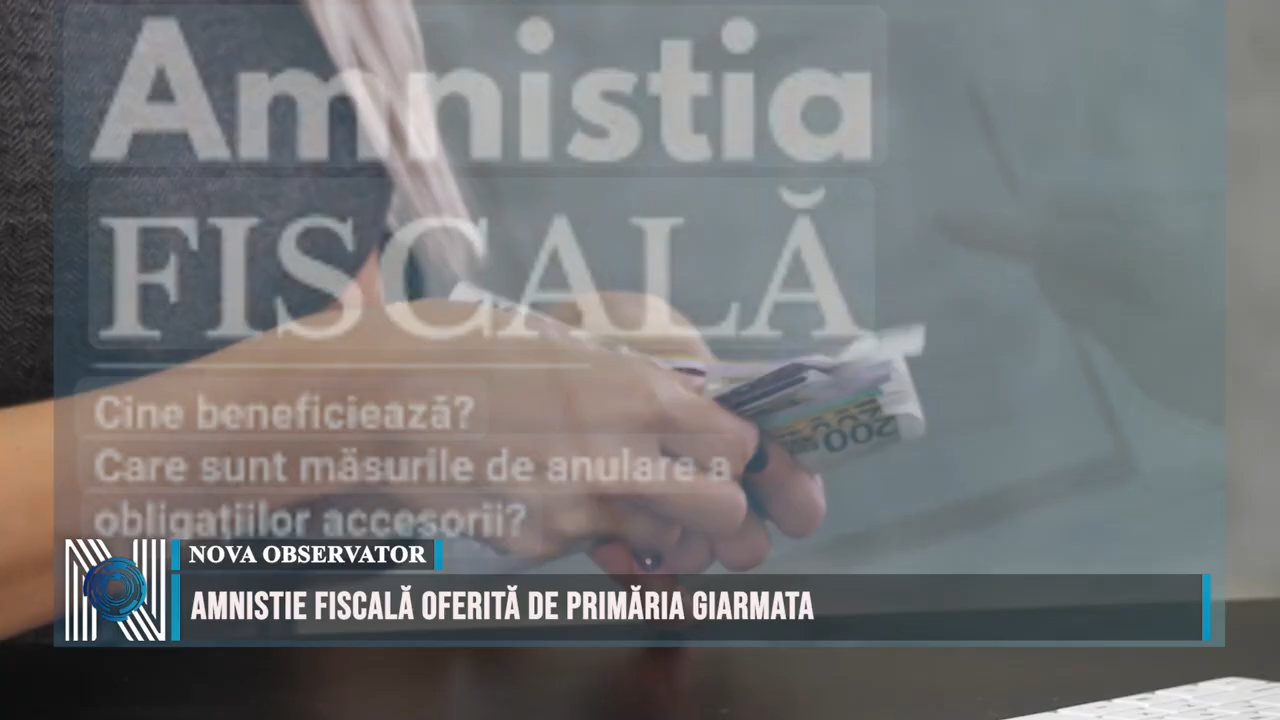 Amnistia
FISCALĂ
Cine beneficiează?
Care sunt măsurile de anulare a
obligațiilor accesorii?
200
NOVA OBSERVATOR
AMNISTIE FISCALĂ OFERITĂ DE PRIMĂRIA GIARMATA